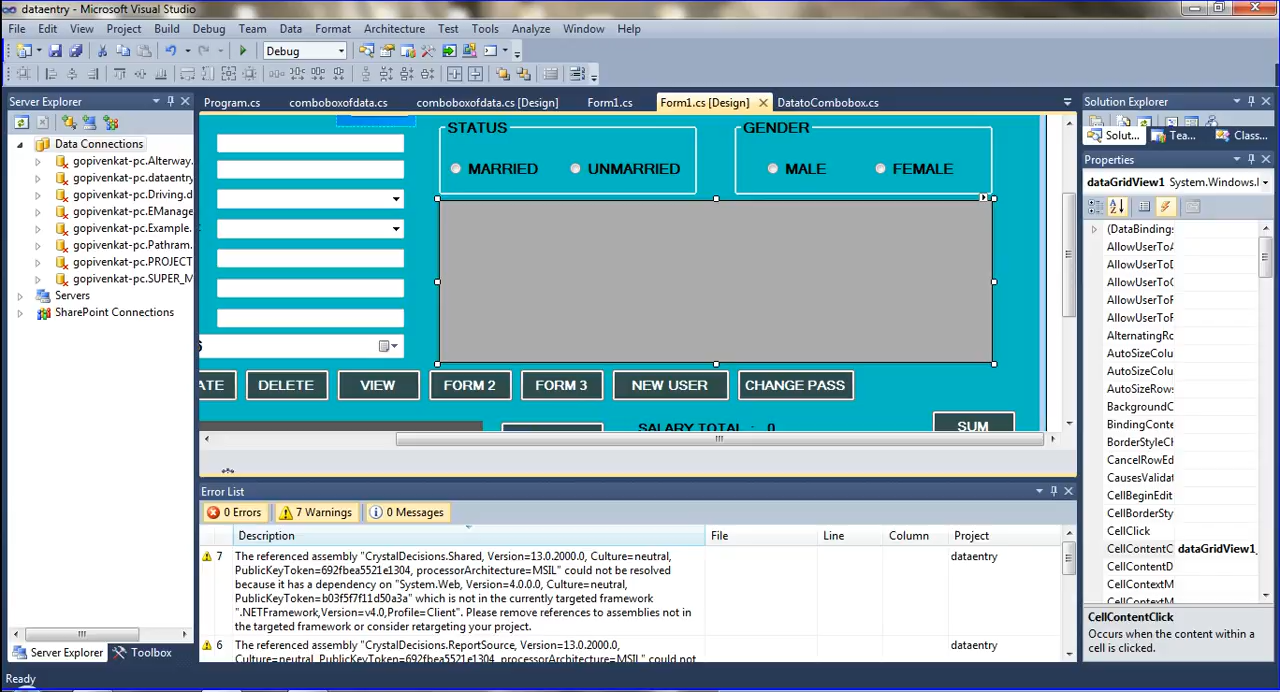 dataentry - Microsoft Visual Studio
File Edit View Project Build Debug Team Data Format Architecture Test Tools Analyze Window Help
Debug
Server Explorer
Data Connections
gopivenkat-pc.Alterway.
gopivenkat-pc.dataentry
gopivenkat-pc.Driving.d
gopivenkat-pc.EManage
gopivenkat-pc.Example.
gopivenkat-pc.Pathram.
gopivenkat-pc.PROJECT
gopivenkat-pc.SUPER_M
Servers
SharePoint Connections
Server Explorer Toolbox
Program.cs comboboxofdata.cs comboboxofdata.cs [Design] Form1.cs Form1.cs [Design] DatatoCombobox.cs
STATUS GENDER
MARRIED UNMARRIED MALE FEMALE
ATE DELETE VIEW FORM 2 FORM 3 NEW USER CHANGE PASS
SALARY TOTAL : 0 SUM
Error List
0 Errors 7 Warnings 0 Messages
Description File Line Column Project
7 The referenced assembly "CrystalDecisions.Shared, Version=13.0.2000.0, Culture=neutral, dataentry
PublicKeyToken=692fbea5521e1304, processorArchitecture=MSIL" could not be resolved
because it has a dependency on "System.Web, Version=4.0.0.0, Culture=neutral,
PublicKeyToken=b03f5f7f11d50a3a" which is not in the currently targeted framework
".NETFramework,Version=v4.0,Profile=Client". Please remove references to assemblies not in
the targeted framework or consider retargeting your project.
6 The referenced assembly "CrystalDecisions.ReportSource, Version=13.0.2000.0, dataentry
Culture=neutral, PublicKeyToken=692fbea5521e1304, processorArchitecture=MSIL" could not
Solution Explorer
Solut... Tea... Class...
Properties
dataGridView1 System.Windows.
(DataBinding:
AllowUserToA
AllowUserToD
AllowUserToC
AllowUserToR
AllowUserToR
AlternatingRo
AutoSizeColu
AutoSizeColu
AutoSizeRows
BackgroundC
BindingConte
BorderStyleCh
CancelRowEd
CausesValidat
CellBeginEdit
CellBorderSty
CellClick
CellContentC dataGridView1_
CellContentD
CellContextM
CellContextM
CellContentClick
Occurs when the content within a
cell is clicked.
Ready